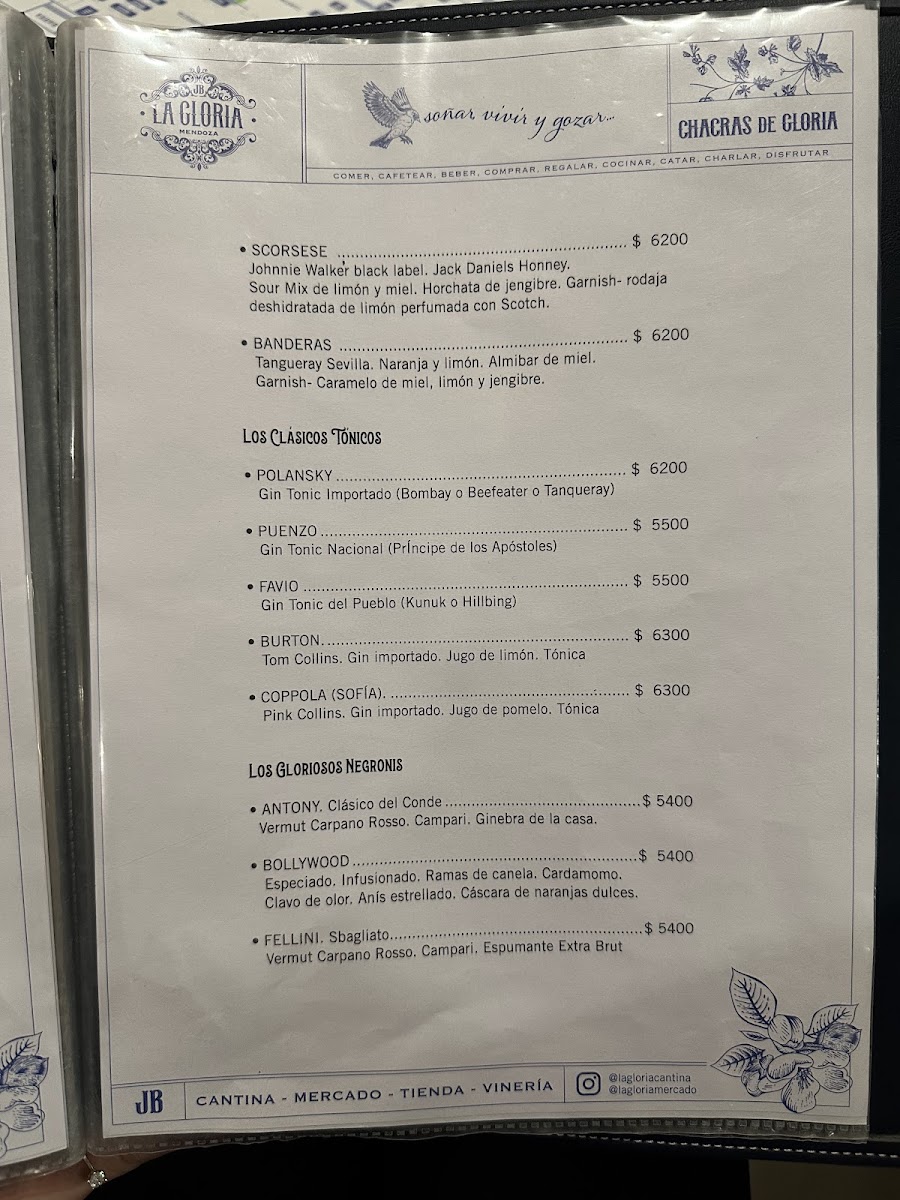 JB
LA GLORIA
MENDOZA
soñar vivir y gozar...
CHACRAS DE GLORIA
COMER, CAFETEAR, BEBER, COMPRAR, REGALAR, COCINAR, CATAR, CHARLAR, DISFRUTAR
• SCORSESE ........ $ 6200
Johnnie Walker black label. Jack Daniels Honney.
Sour Mix de limón y miel. Horchata de jengibre. Garnish- rodaja
deshidratada de limón perfumada con Scotch.
• BANDERAS ........ $ 6200
Tangueray Sevilla. Naranja y limón. Almibar de miel.
Garnish- Caramelo de miel, limón y jengibre.
Los Clásicos Tónicos
• POLANSKY ........ $ 6200
Gin Tonic Importado (Bombay o Beefeater o Tanqueray)
• PUENZO ........ $ 5500
Gin Tonic Nacional (PrÍncipe de los Apóstoles)
• FAVIO ........ $ 5500
Gin Tonic del Pueblo (Kunuk o Hillbing)
• BURTON. ........ $ 6300
Tom Collins. Gin importado. Jugo de limón. Tónica
• COPPOLA (SOFÍA). ........ $ 6300
Pink Collins. Gin importado. Jugo de pomelo. Tónica
Los Gloriosos Negronis
• ANTONY. Clásico del Conde ........ $ 5400
Vermut Carpano Rosso. Campari. Ginebra de la casa.
• BOLLYWOOD ........ $ 5400
Especiado. Infusionado. Ramas de canela. Cardamomo.
Clavo de olor. Anís estrellado. Cáscara de naranjas dulces.
• FELLINI. Sbagliato ........ $ 5400
Vermut Carpano Rosso. Campari. Espumante Extra Brut
JB
CANTINA - MERCADO - TIENDA - VINERÍA
@lagloriacantina
@lagloriamercado